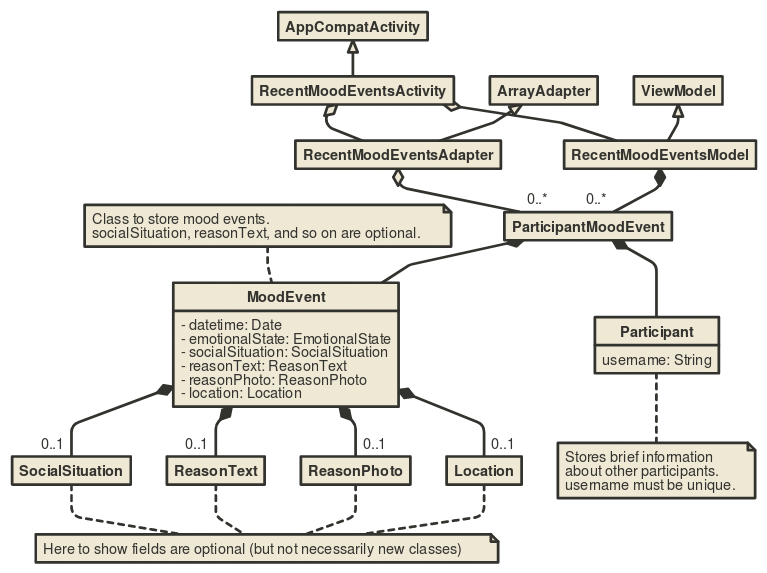 AppCompatActivity
RecentMoodEventsActivity
ArrayAdapter
ViewModel
RecentMoodEventsAdapter
RecentMoodEventsModel
0..*
0..*
Class to store mood events.
socialSituation, reasonText, and so on are optional.
ParticipantMoodEvent
MoodEvent
- datetime: Date
- emotionalState: EmotionalState
- socialSituation: SocialSituation
- reasonText: ReasonText
- reasonPhoto: ReasonPhoto
- location: Location
Participant
username: String
0..1
0..1
0..1
0..1
SocialSituation
ReasonText
ReasonPhoto
Location
Stores brief information
about other participants.
username must be unique.
Here to show fields are optional (but not necessarily new classes)